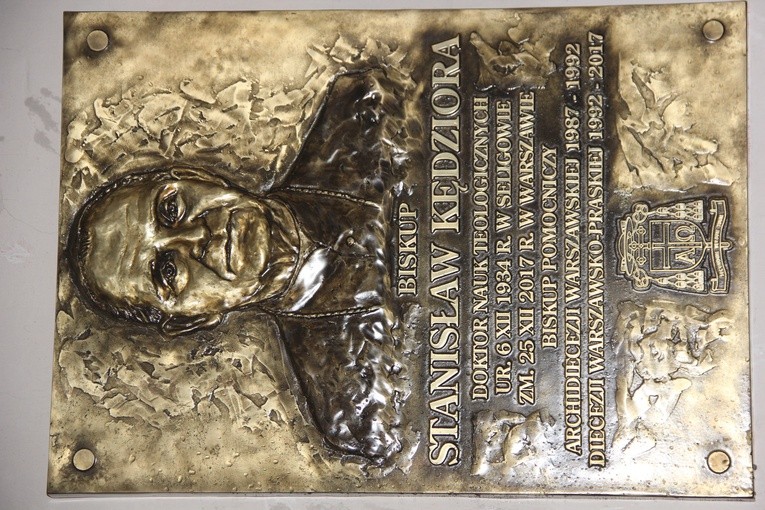 BISKUP
STANISŁAW KĘDZIORA
DOKTOR NAUK TEOLOGICZNYCH
UR. 6 XII 1934 R. W SELIGOWIE
ZM. 25 XII 2017 R. W WARSZAWIE
BISKUP POMOCNICZY
ARCHIDIECEZJI WARSZAWSKIEJ 1987 - 1992
DIECEZJI WARSZAWSKO-PRASKIEJ 1992 - 2017
Α Ω